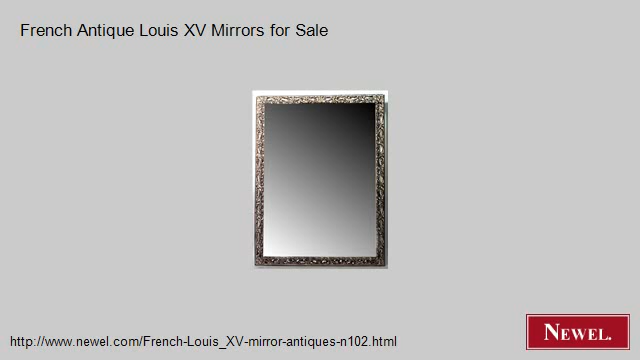 French Antique Louis XV Mirrors for Sale
NEWEL.
http://www.newel.com/French-Louis_XV-mirror-antiques-n102.html